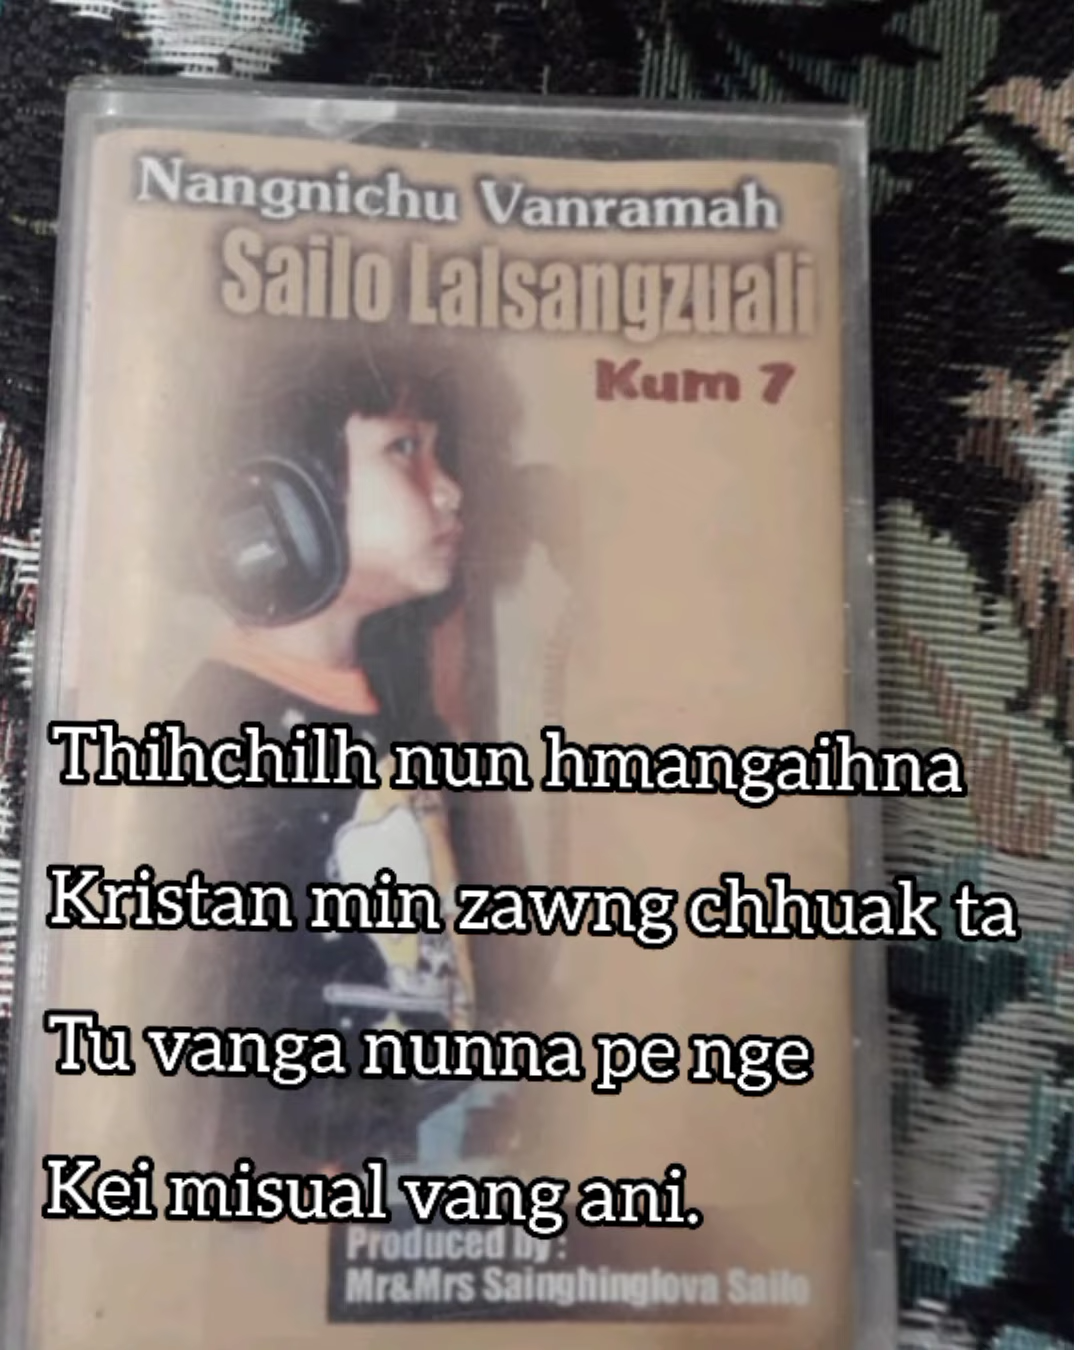 Nangnichu Vanramah
Sailo Lalsangzuali
Kum 7
Thihchilh nun hmangaihna
Kristan min zawng chhuak ta
Tu vanga nunna pe nge
Kei misual vang ani.
Produced by:
Mr&Mrs Sainghinglova Sailo